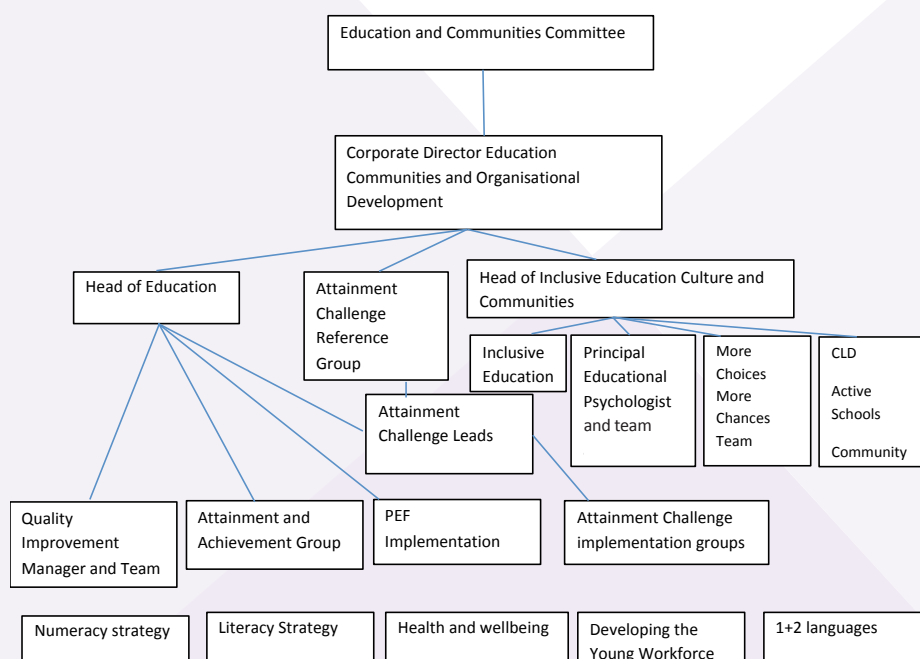 Education and Communities Committee
Corporate Director Education
Communities and Organisational
Development
Head of Education
Attainment
Challenge
Reference
Group
Head of Inclusive Education Culture and
Communities
Inclusive
Education
Principal
Educational
Psychologist
and team
More
Choices
More
Chances
Team
CLD
Active
Schools
Community
Attainment
Challenge Leads
Quality
Improvement
Manager and Team
Attainment and
Achievement Group
PEF
Implementation
Attainment Challenge
implementation groups
Numeracy strategy
Literacy Strategy
Health and wellbeing
Developing the
Young Workforce
1+2 languages